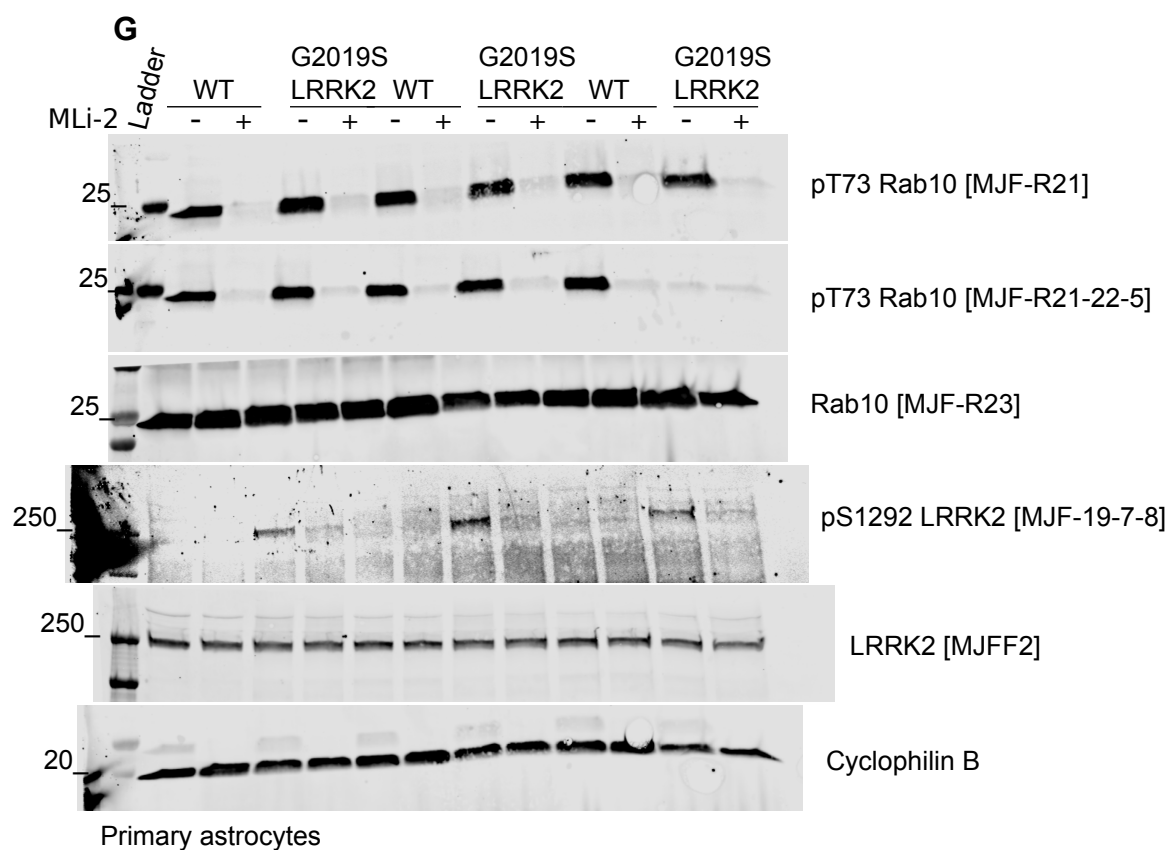 G
Ladder
G2019S G2019S G2019S
WT LRRK2 WT LRRK2 WT LRRK2
MLi-2 - + - + - + - + - + - +
25 pT73 Rab10 [MJF-R21]
25 pT73 Rab10 [MJF-R21-22-5]
25 Rab10 [MJF-R23]
250 pS1292 LRRK2 [MJF-19-7-8]
250 LRRK2 [MJFF2]
20 Cyclophilin B
Primary astrocytes